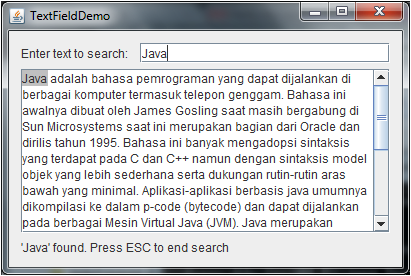 TextFieldDemo
Enter text to search: Java
Java adalah bahasa pemrograman yang dapat dijalankan di
berbagai komputer termasuk telepon genggam. Bahasa ini
awalnya dibuat oleh James Gosling saat masih bergabung di
Sun Microsystems saat ini merupakan bagian dari Oracle dan
dirilis tahun 1995. Bahasa ini banyak mengadopsi sintaksis
yang terdapat pada C dan C++ namun dengan sintaksis model
objek yang lebih sederhana serta dukungan rutin-rutin aras
bawah yang minimal. Aplikasi-aplikasi berbasis java umumnya
dikompilasi ke dalam p-code (bytecode) dan dapat dijalankan
pada berbagai Mesin Virtual Java (JVM). Java merupakan
'Java' found. Press ESC to end search